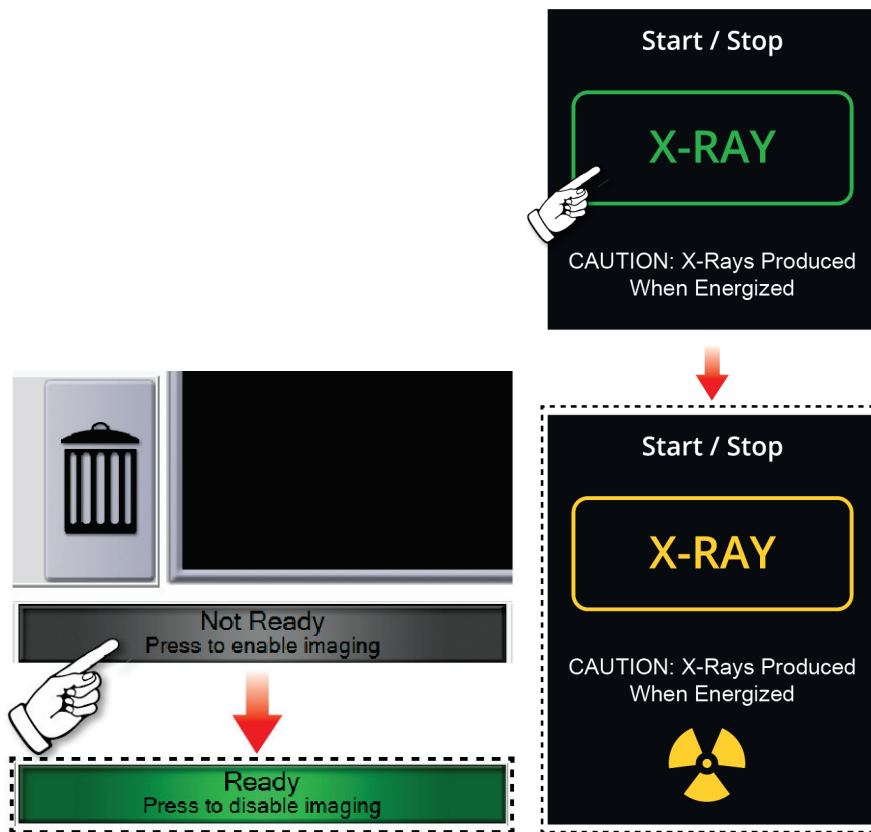 Start / Stop
X-RAY
CAUTION: X-Rays Produced
When Energized
Not Ready
Press to enable imaging
Ready
Press to disable imaging
Start / Stop
X-RAY
CAUTION: X-Rays Produced
When Energized